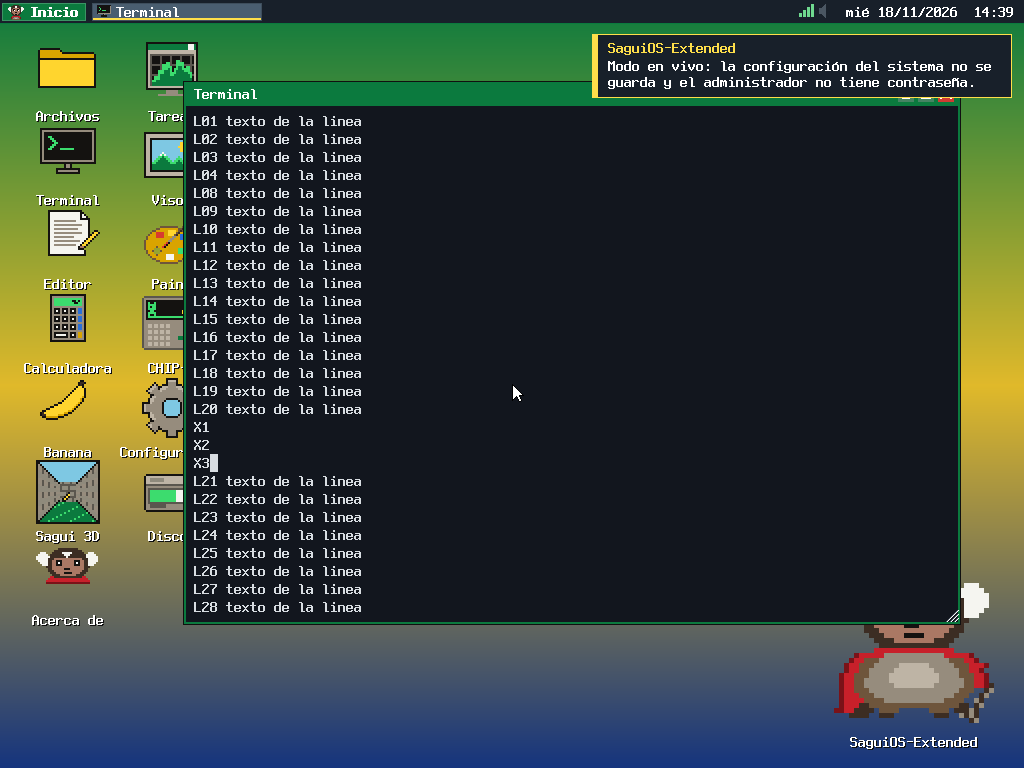 Inicio
Terminal
mié 18/11/2026 14:39
SaguiOS-Extended
Modo en vivo: la configuración del sistema no se
guarda y el administrador no tiene contraseña.
Archivos
Terminal
Editor
Calculadora
Banana
Sagui 3D
Acerca de
Terminal
L01 texto de la linea
L02 texto de la linea
L03 texto de la linea
L04 texto de la linea
L08 texto de la linea
L09 texto de la linea
L10 texto de la linea
L11 texto de la linea
L12 texto de la linea
L13 texto de la linea
L14 texto de la linea
L15 texto de la linea
L16 texto de la linea
L17 texto de la linea
L18 texto de la linea
L19 texto de la linea
L20 texto de la linea
X1
X2
X3
L21 texto de la linea
L22 texto de la linea
L23 texto de la linea
L24 texto de la linea
L25 texto de la linea
L26 texto de la linea
L27 texto de la linea
L28 texto de la linea
SaguiOS-Extended